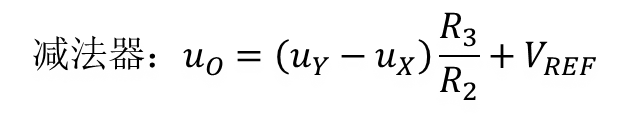 减法器：u_O = (u_Y − u_X) R_3/R_2 + V_REF